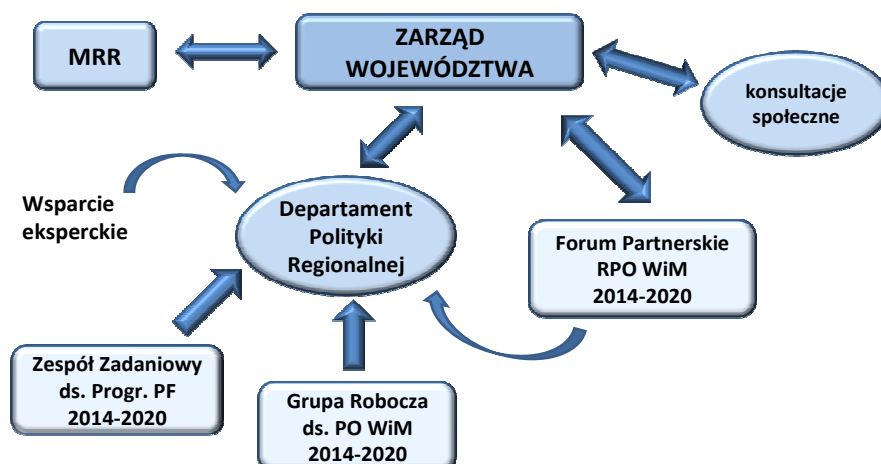 MRR
ZARZĄD
WOJEWÓDZTWA
konsultacje
społeczne
Wsparcie
eksperckie
Departament
Polityki
Regionalnej
Forum Partnerskie
RPO WiM
2014-2020
Zespół Zadaniowy
ds. Progr. PF
2014-2020
Grupa Robocza
ds. PO WiM
2014-2020